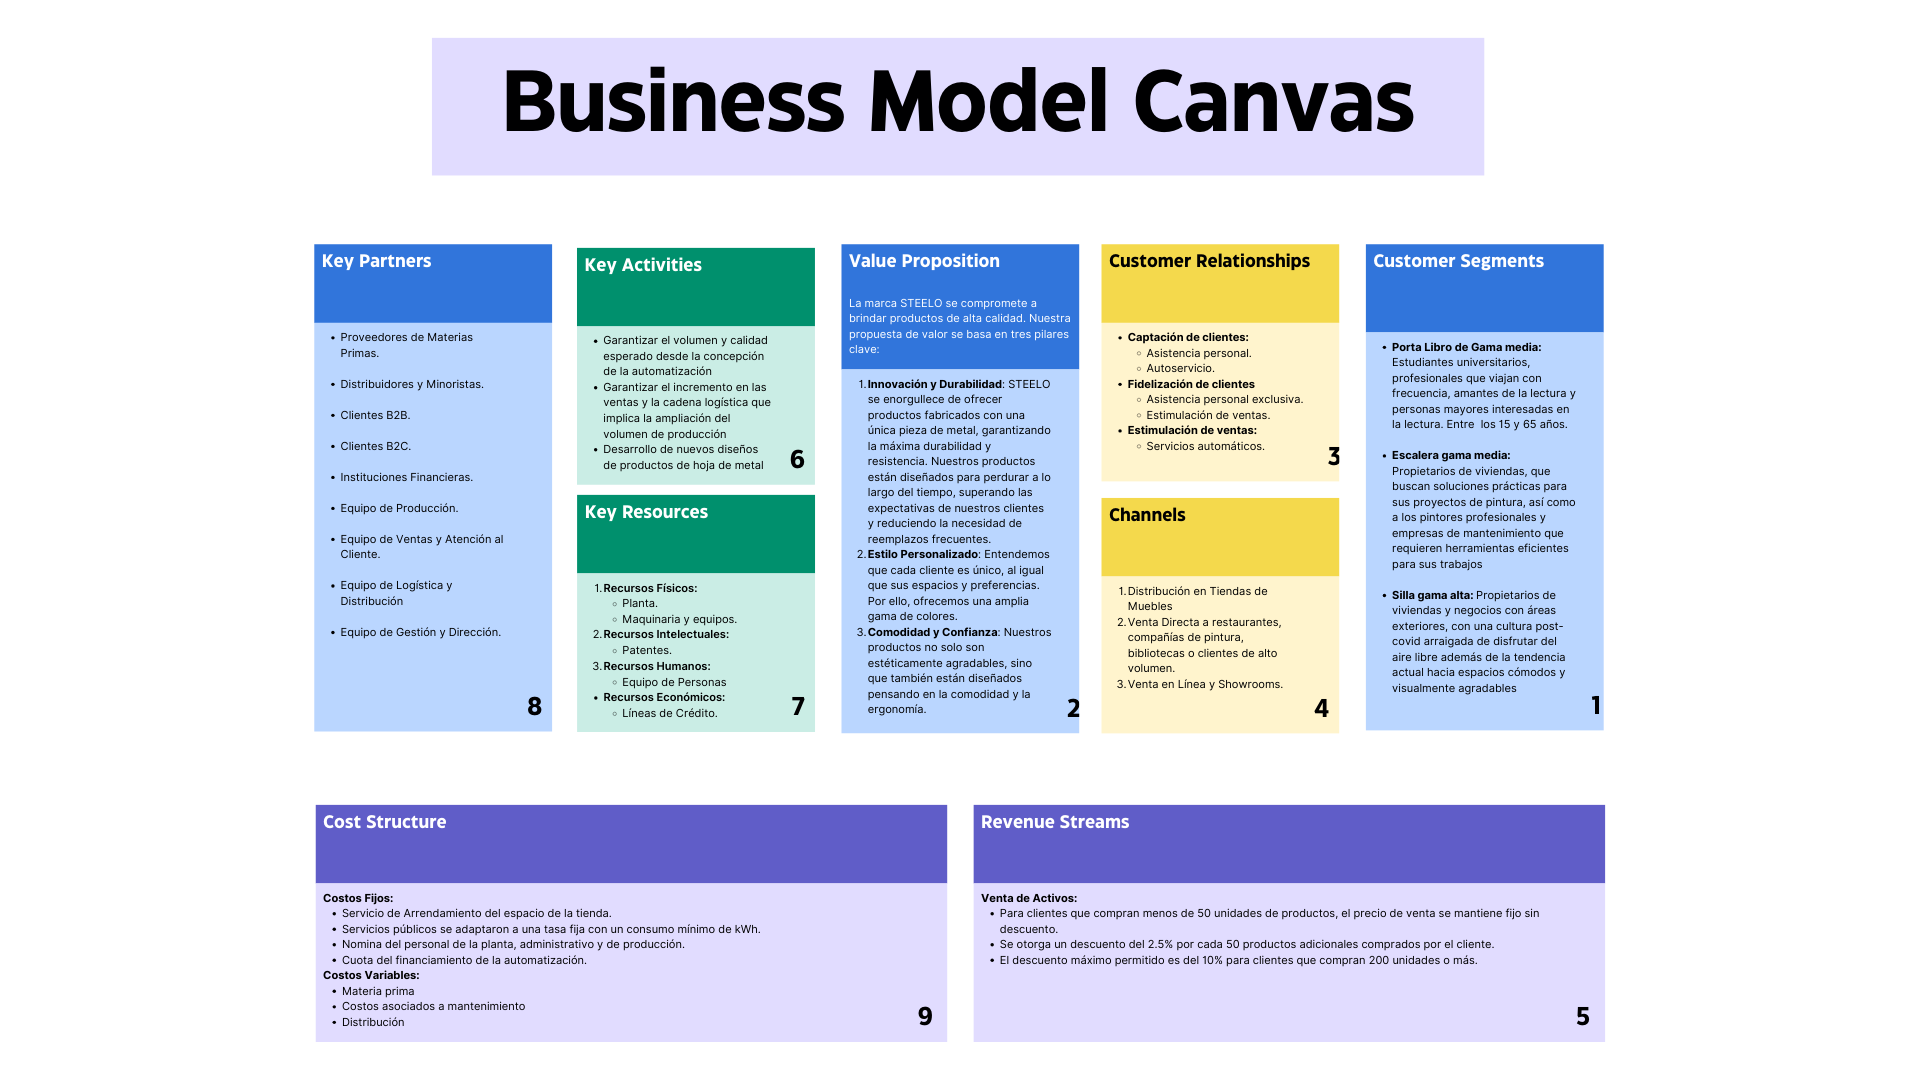 Business Model Canvas
Key Partners
• Proveedores de Materias
Primas.
• Distribuidores y Minoristas.
• Clientes B2B.
• Clientes B2C.
• Instituciones Financieras.
• Equipo de Producción.
• Equipo de Ventas y Atención al
Cliente.
• Equipo de Logística y
Distribución
• Equipo de Gestión y Dirección.
8
Key Activities
• Garantizar el volumen y calidad
esperado desde la concepción
de la automatización
• Garantizar el incremento en las
ventas y la cadena logística que
implica la ampliación del
volumen de producción
• Desarrollo de nuevos diseños
de productos de hoja de metal
6
Key Resources
1. Recursos Físicos:
◦ Planta.
◦ Maquinaria y equipos.
2. Recursos Intelectuales:
◦ Patentes.
3. Recursos Humanos:
◦ Equipo de Personas
• Recursos Económicos:
◦ Líneas de Crédito.
7
Value Proposition
La marca STEELO se compromete a
brindar productos de alta calidad. Nuestra
propuesta de valor se basa en tres pilares
clave:
1. Innovación y Durabilidad: STEELO
se enorgullece de ofrecer
productos fabricados con una
única pieza de metal, garantizando
la máxima durabilidad y
resistencia. Nuestros productos
están diseñados para perdurar a lo
largo del tiempo, superando las
expectativas de nuestros clientes
y reduciendo la necesidad de
reemplazos frecuentes.
2. Estilo Personalizado: Entendemos
que cada cliente es único, al igual
que sus espacios y preferencias.
Por ello, ofrecemos una amplia
gama de colores.
3. Comodidad y Confianza: Nuestros
productos no solo son
estéticamente agradables, sino
que también están diseñados
pensando en la comodidad y la
ergonomía.
2
Customer Relationships
• Captación de clientes:
◦ Asistencia personal.
◦ Autoservicio.
• Fidelización de clientes
◦ Asistencia personal exclusiva.
◦ Estimulación de ventas.
• Estimulación de ventas:
◦ Servicios automáticos.
3
Channels
1. Distribución en Tiendas de
Muebles
2. Venta Directa a restaurantes,
compañías de pintura,
bibliotecas o clientes de alto
volumen.
3. Venta en Línea y Showrooms.
4
Customer Segments
• Porta Libro de Gama media:
Estudiantes universitarios,
profesionales que viajan con
frecuencia, amantes de la lectura y
personas mayores interesadas en
la lectura. Entre los 15 y 65 años.
• Escalera gama media:
Propietarios de viviendas, que
buscan soluciones prácticas para
sus proyectos de pintura, así como
a los pintores profesionales y
empresas de mantenimiento que
requieren herramientas eficientes
para sus trabajos
• Silla gama alta: Propietarios de
viviendas y negocios con áreas
exteriores, con una cultura post-
covid arraigada de disfrutar del
aire libre además de la tendencia
actual hacia espacios cómodos y
visualmente agradables
1
Cost Structure
Costos Fijos:
• Servicio de Arrendamiento del espacio de la tienda.
• Servicios públicos se adaptaron a una tasa fija con un consumo mínimo de kWh.
• Nomina del personal de la planta, administrativo y de producción.
• Cuota del financiamiento de la automatización.
Costos Variables:
• Materia prima
• Costos asociados a mantenimiento
• Distribución
9
Revenue Streams
Venta de Activos:
• Para clientes que compran menos de 50 unidades de productos, el precio de venta se mantiene fijo sin
descuento.
• Se otorga un descuento del 2.5% por cada 50 productos adicionales comprados por el cliente.
• El descuento máximo permitido es del 10% para clientes que compran 200 unidades o más.
5